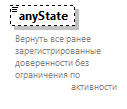 anyState
Вернуть все ранее
зарегистрированные
доверенности без
ограничения по
активности